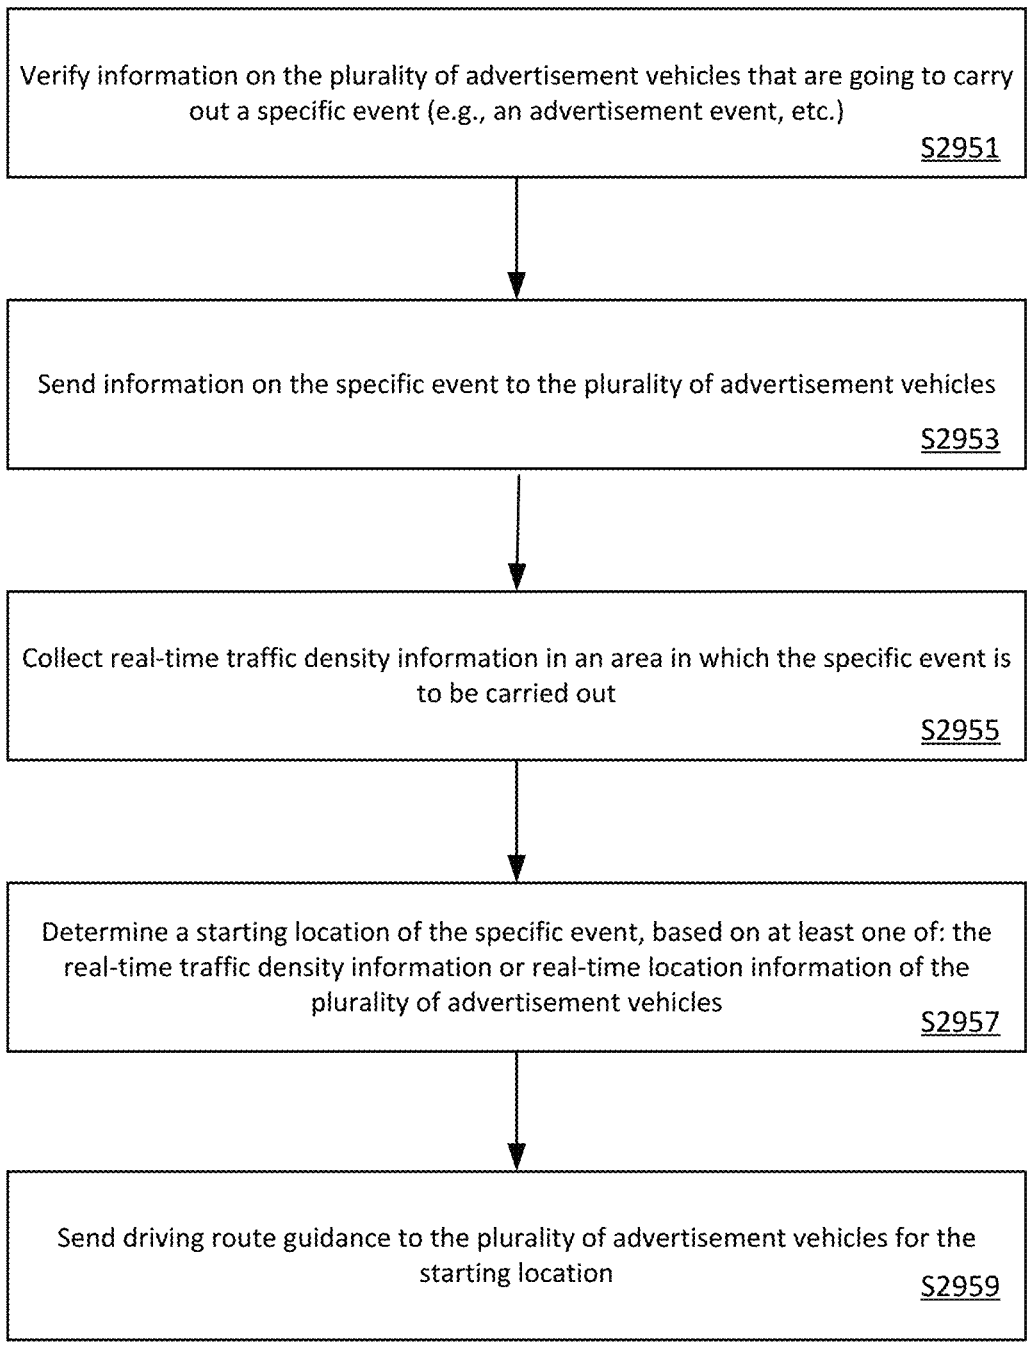 Verify information on the plurality of advertisement vehicles that are going to carry
out a specific event (e.g., an advertisement event, etc.)
S2951
Send information on the specific event to the plurality of advertisement vehicles
S2953
Collect real-time traffic density information in an area in which the specific event is
to be carried out
S2955
Determine a starting location of the specific event, based on at least one of: the
real-time traffic density information or real-time location information of the
plurality of advertisement vehicles
S2957
Send driving route guidance to the plurality of advertisement vehicles for the
starting location
S2959